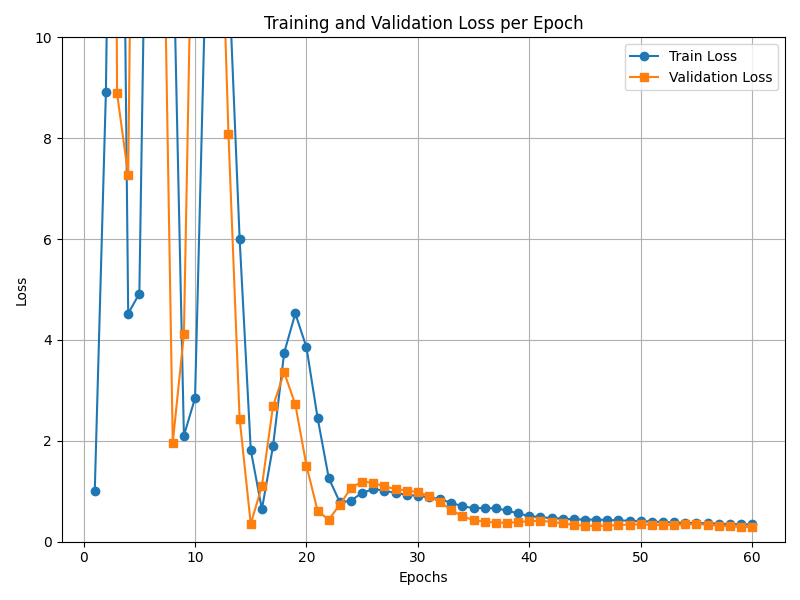 Training and Validation Loss per Epoch
Train Loss
Validation Loss
Loss
10
8
6
4
2
0
0 10 20 30 40 50 60
Epochs